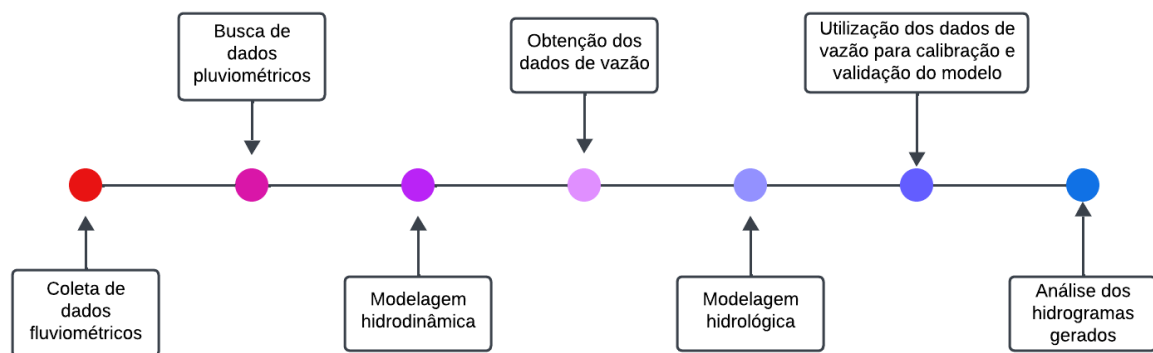 Busca de
dados
pluviométricos
Obtenção dos
dados de vazão
Utilização dos dados de
vazão para calibração e
validação do modelo
Coleta de
dados
fluviométricos
Modelagem
hidrodinâmica
Modelagem
hidrológica
Análise dos
hidrogramas
gerados